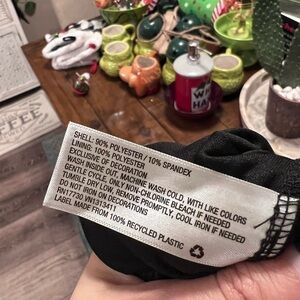 SHELL: 90% POLYESTER / 10% SPANDEX
LINING: 100% POLYESTER
EXCLUSIVE OF DECORATION
WASH INSIDE OUT, MACHINE WASH COLD, WITH LIKE COLORS
GENTLE CYCLE, ONLY NON-CHLORINE BLEACH IF NEEDED
TUMBLE DRY LOW, REMOVE PROMPTLY, COOL IRON IF NEEDED
DO NOT IRON ON DECORATIONS
RN17730 VN1313411
LABEL MADE FROM 100% RECYCLED PLASTIC